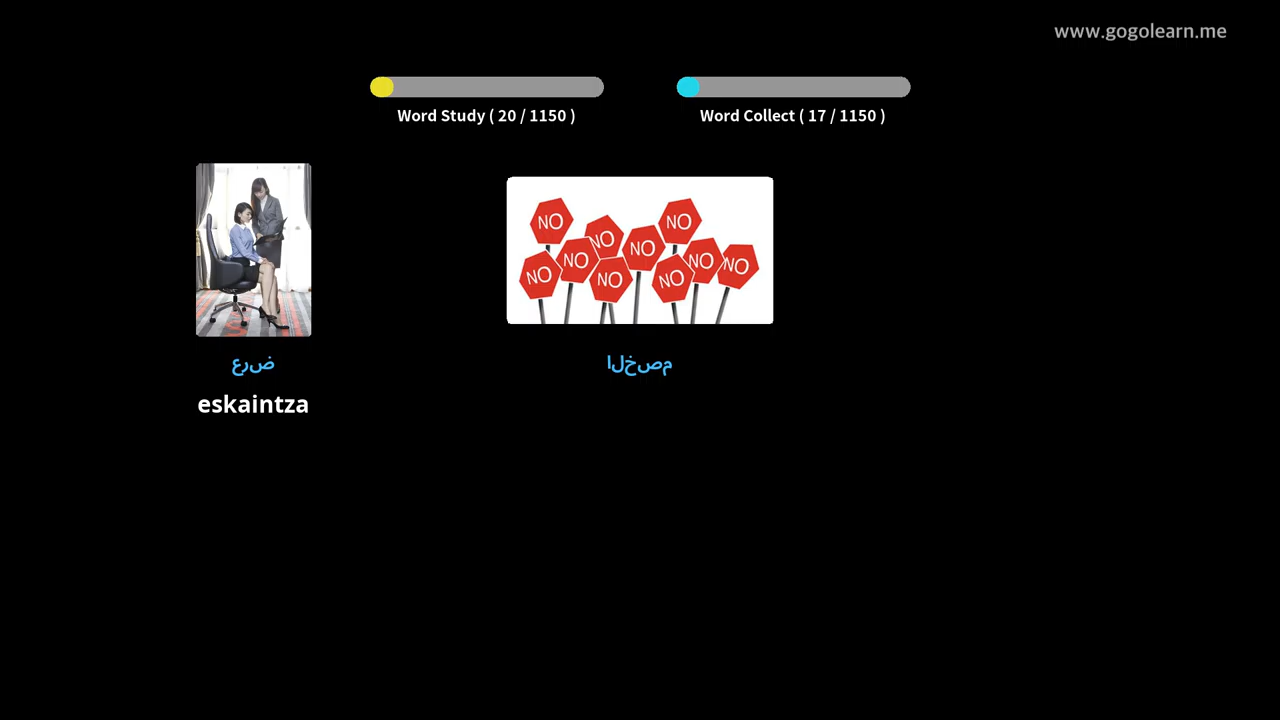 www.gogolearn.me
Word Study ( 20 / 1150 )
Word Collect ( 17 / 1150 )
NO
NO
NO
NO
NO
NO
NO
NO
NO
NO
عرض
الخصم
eskaintza